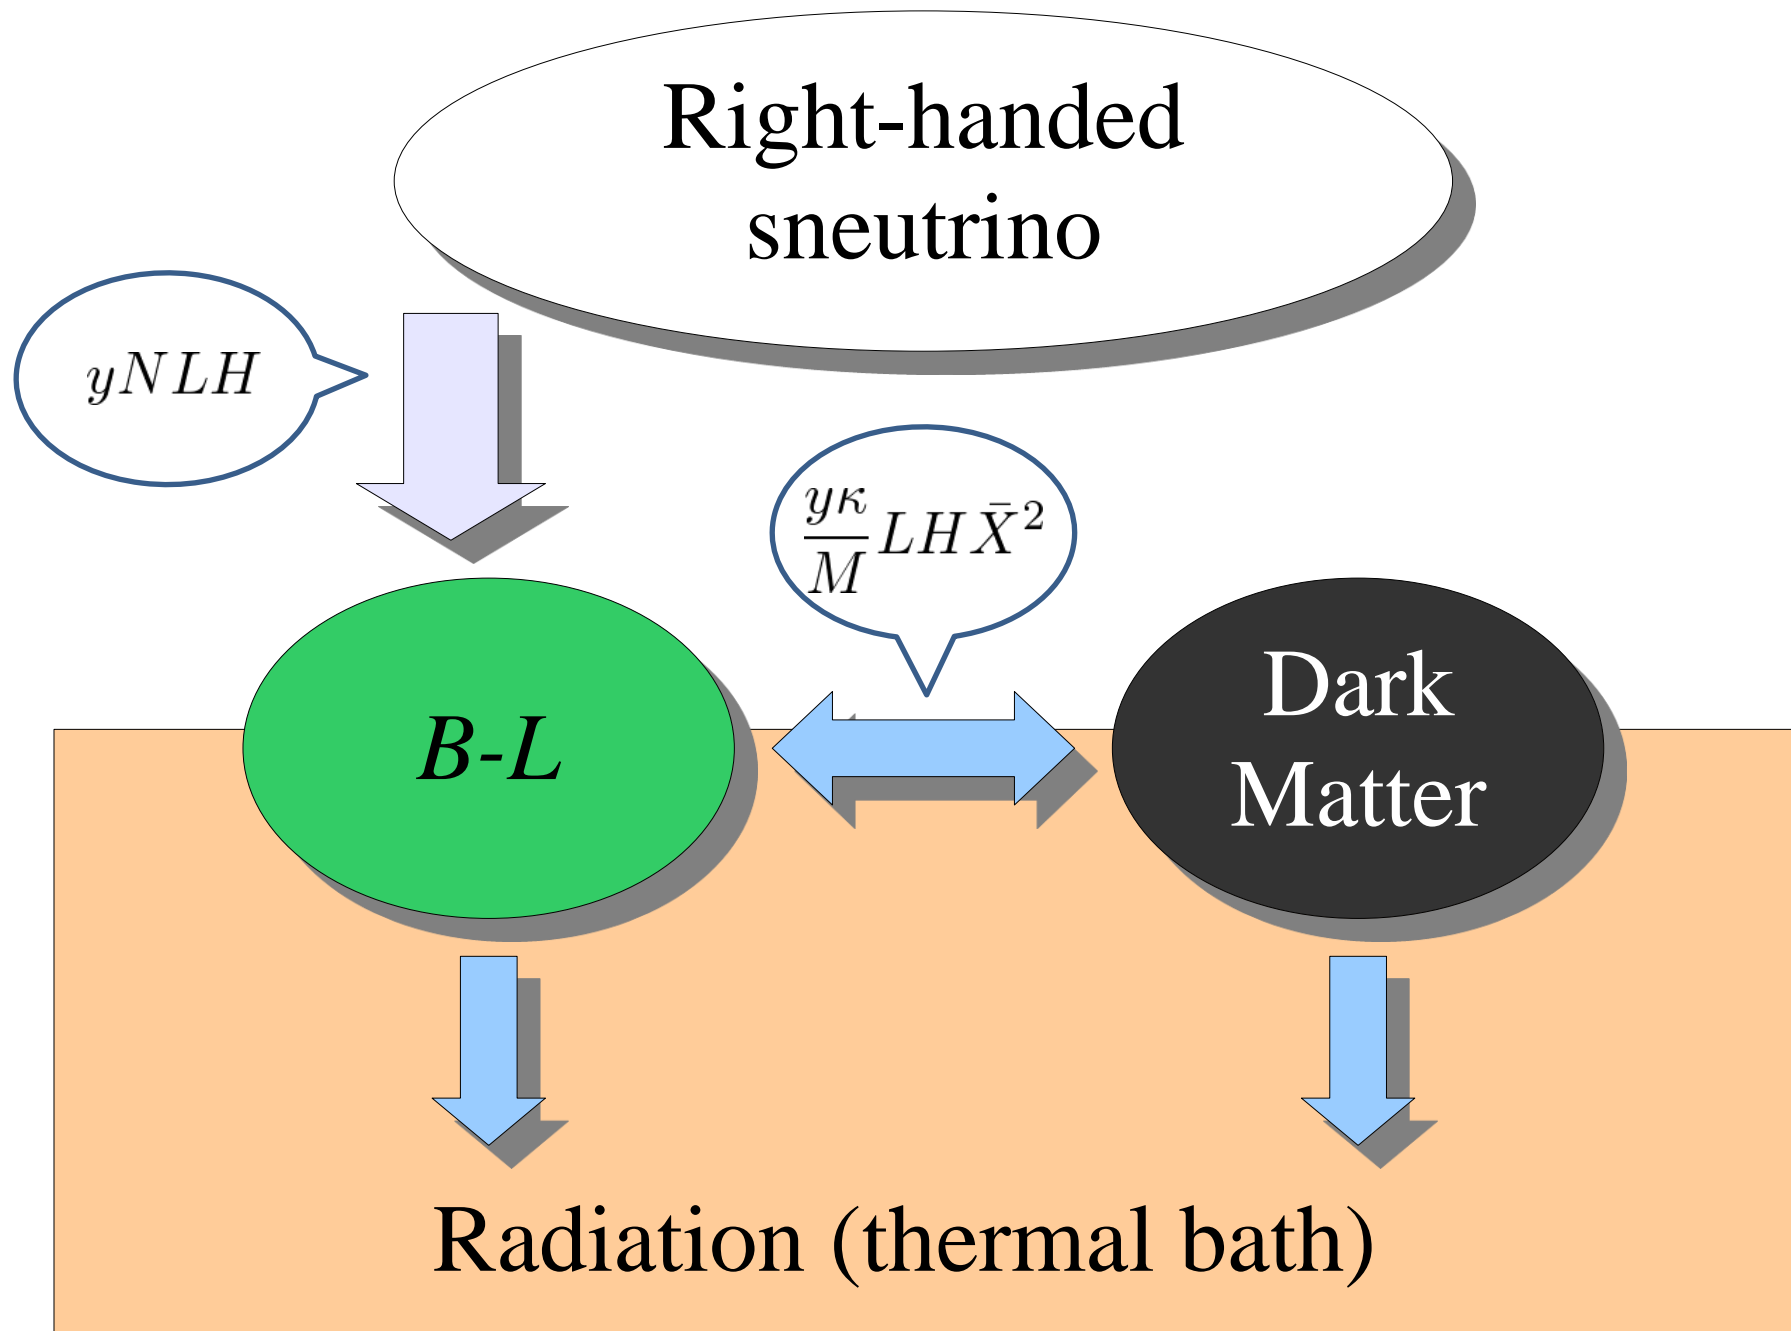 Right-handed
sneutrino
yNLH
yκ/M LHX̄²
B-L
Dark
Matter
Radiation (thermal bath)